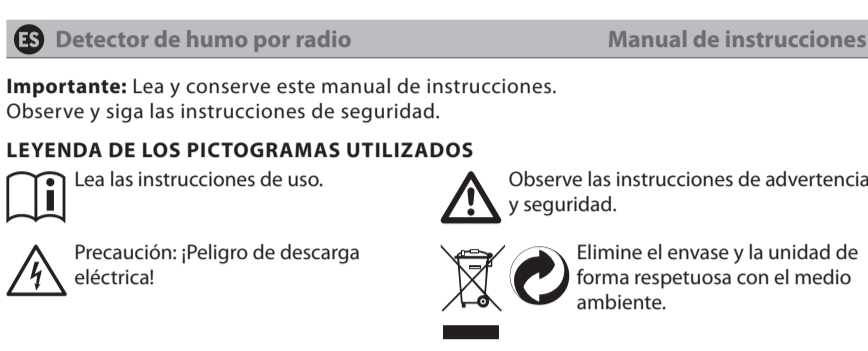 ES Detector de humo por radio Manual de instrucciones
Importante: Lea y conserve este manual de instrucciones.
Observe y siga las instrucciones de seguridad.
LEYENDA DE LOS PICTOGRAMAS UTILIZADOS
Lea las instrucciones de uso.
Observe las instrucciones de advertencia
y seguridad.
Precaución: ¡Peligro de descarga
eléctrica!
Elimine el envase y la unidad de
forma respetuosa con el medio
ambiente.